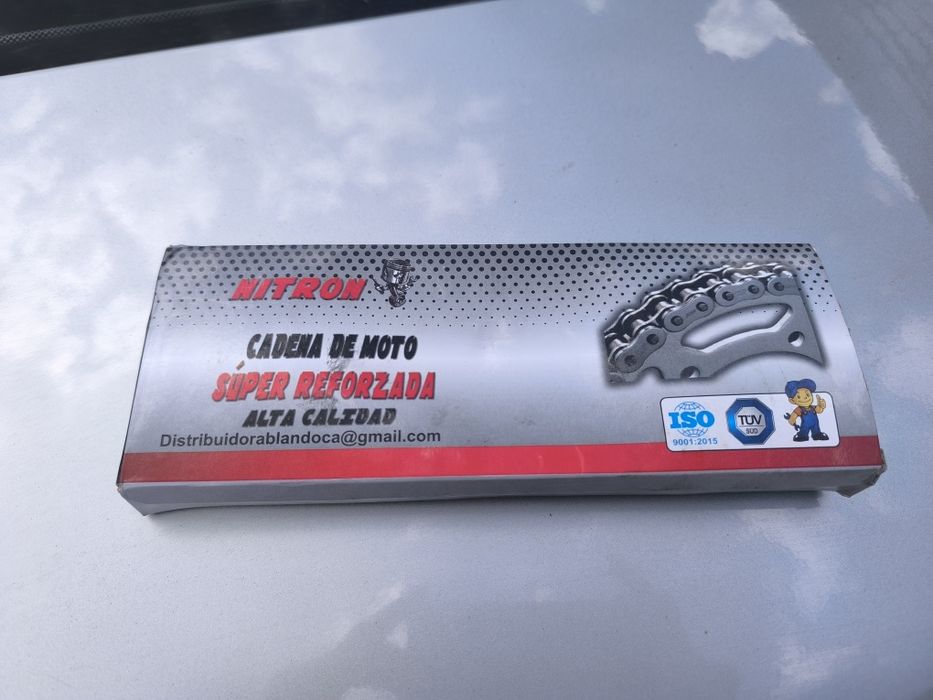 NITRON
CADENA DE MOTO
SÚPER REFORZADA
ALTA CALIDAD
Distribuidorablandoca@gmail.com
ISO
9001:2015
TÜV
SÜD